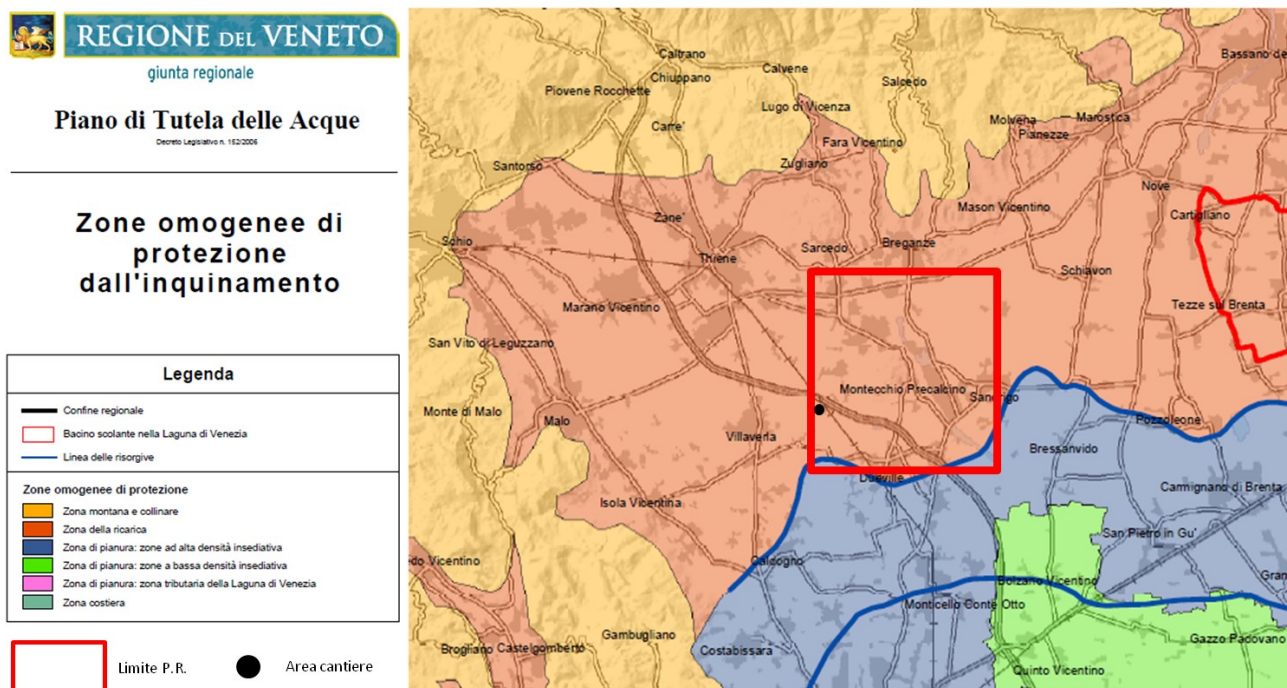 REGIONE DEL VENETO
giunta regionale
Piano di Tutela delle Acque
Decreto Legislativo n. 152/2006
Zone omogenee di
protezione
dall'inquinamento
Legenda
Confine regionale
Bacino scolante nella Laguna di Venezia
Linea delle risorgive
Zone omogenee di protezione
Zona montana e collinare
Zona della ricarica
Zona di pianura: zone ad alta densità insediativa
Zona di pianura: zone a bassa densità insediativa
Zona di pianura: zona tributaria della Laguna di Venezia
Zona costiera
Limite P.R.
Area cantiere
Caltrano
Chiuppano
Calvene
Piovene Rocchette
Salcedo
Bassano de
Lugo di Vicenza
Carre'
Molvena
Marostica
Pianezze
Fara Vicentino
Santorso
Zugliano
Nove
Mason Vicentino
Cartigliano
Zane'
Schio
Sarcedo
Breganze
Thiene
Schiavon
Marano Vicentino
Tezze sul Brenta
San Vito di Leguzzano
Montecchio Precalcino
Sandrigo
Monte di Malo
Malo
Villaverla
Pozzoleone
Bressanvido
Dueville
Carmignano di Brenta
Isola Vicentina
San Pietro in Gu'
do Vicentino
Caldogno
Gran
Bolzano Vicentino
Monticello Conte Otto
Gambugliano
Gazzo Padovano
Brogliano
Castelgomberto
Costabissara
Quinto Vicentino